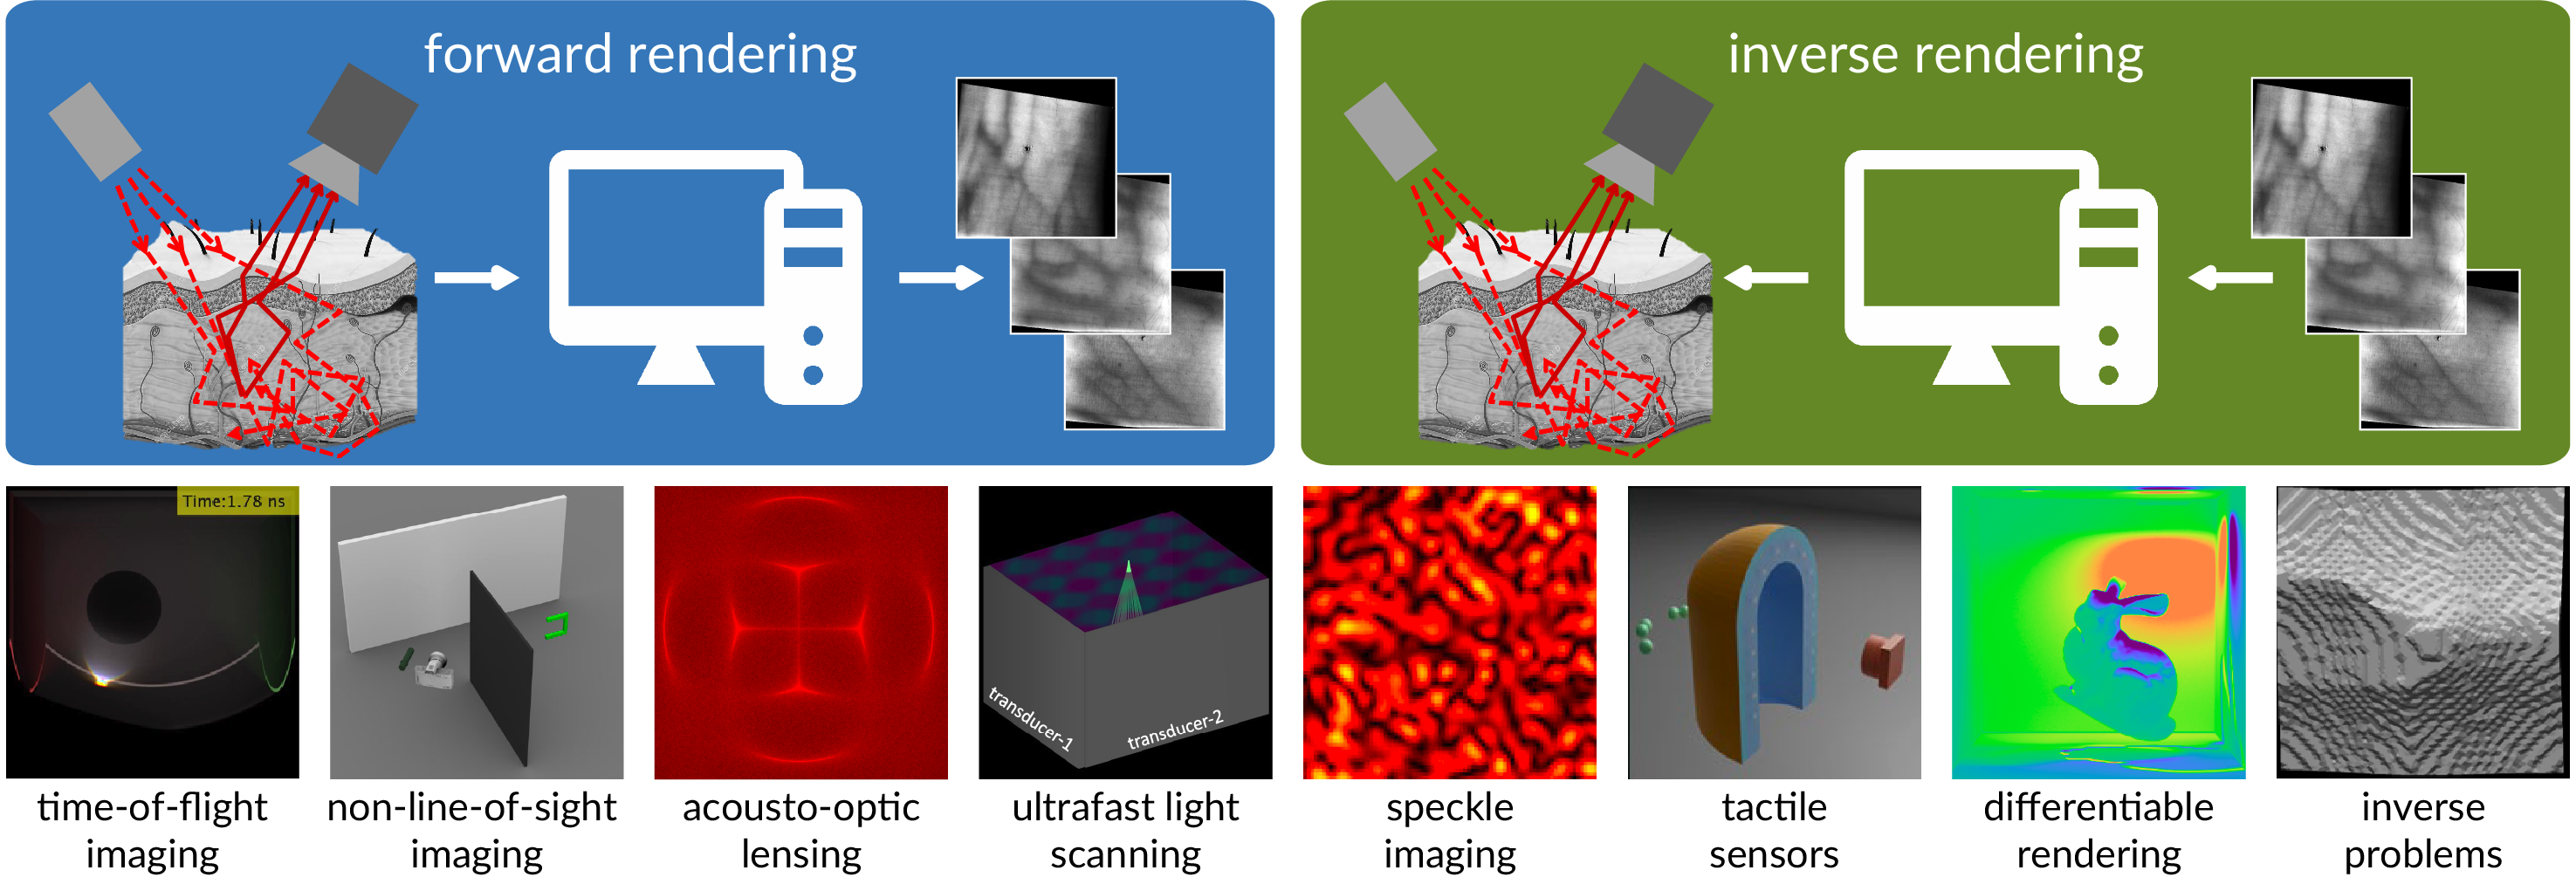 forward rendering
inverse rendering
Time:1.78 ns
transducer-1
transducer-2
time-of-flight
imaging
non-line-of-sight
imaging
acousto-optic
lensing
ultrafast light
scanning
speckle
imaging
tactile
sensors
differentiable
rendering
inverse
problems